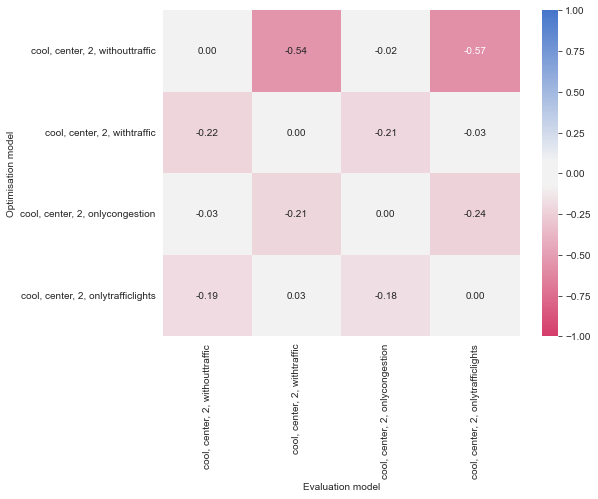 Optimisation model
cool, center, 2, withouttraffic
0.00 -0.54 -0.02 -0.57
cool, center, 2, withtraffic
-0.22 0.00 -0.21 -0.03
cool, center, 2, onlycongestion
-0.03 -0.21 0.00 -0.24
cool, center, 2, onlytrafficlights
-0.19 0.03 -0.18 0.00
cool, center, 2, withouttraffic
cool, center, 2, withtraffic
cool, center, 2, onlycongestion
cool, center, 2, onlytrafficlights
Evaluation model
1.00
0.75
0.50
0.25
0.00
−0.25
−0.50
−0.75
−1.00